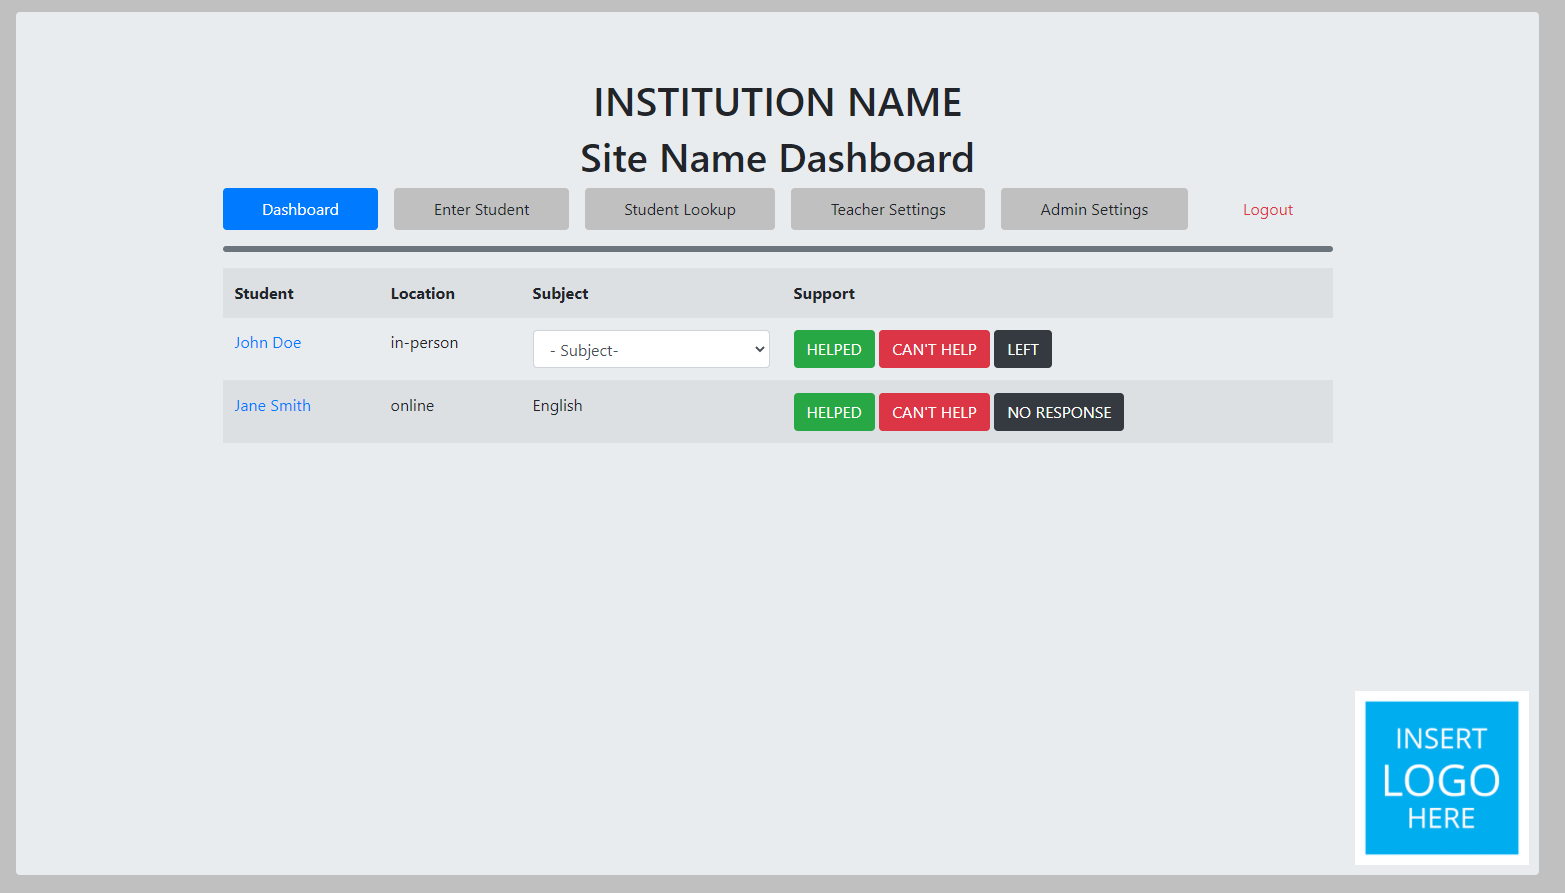 INSTITUTION NAME
Site Name Dashboard
Dashboard Enter Student Student Lookup Teacher Settings Admin Settings Logout
Student Location Subject Support
John Doe in-person - Subject- HELPED CAN'T HELP LEFT
Jane Smith online English HELPED CAN'T HELP NO RESPONSE
INSERT
LOGO
HERE